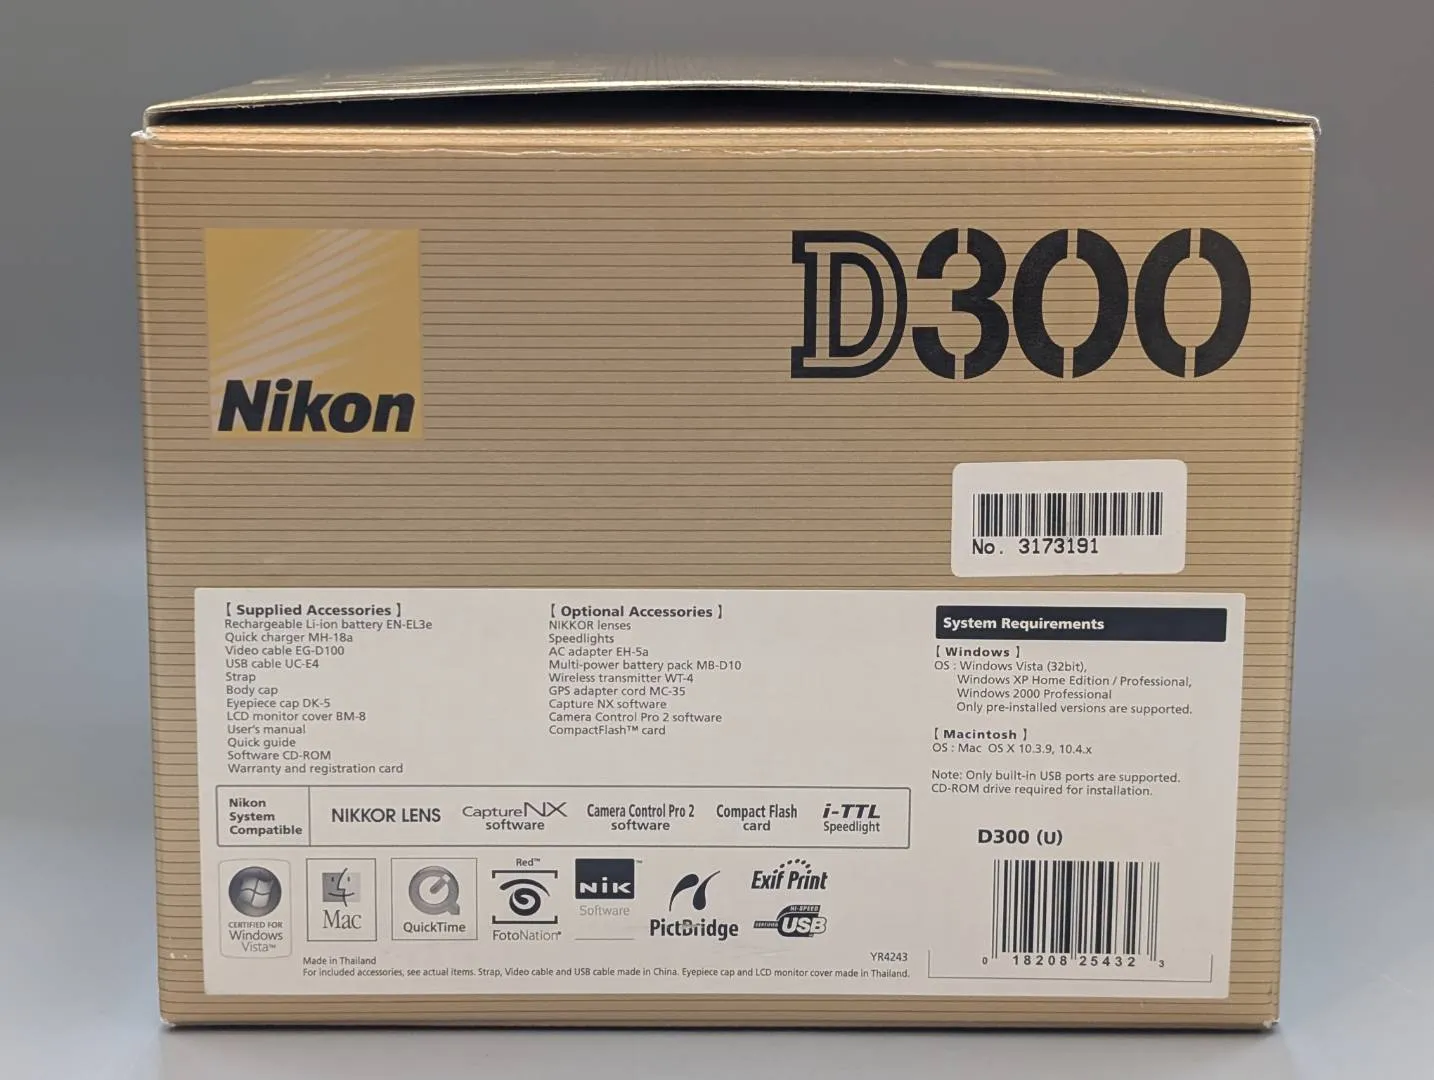 Nikon
D300
No. 3173191
【 Supplied Accessories 】
Rechargeable Li-ion battery EN-EL3e
Quick charger MH-18a
Video cable EG-D100
USB cable UC-E4
Strap
Body cap
Eyepiece cap DK-5
LCD monitor cover BM-8
User's manual
Quick guide
Software CD-ROM
Warranty and registration card
【 Optional Accessories 】
NIKKOR lenses
Speedlights
AC adapter EH-5a
Multi-power battery pack MB-D10
Wireless transmitter WT-4
GPS adapter cord MC-35
Capture NX software
Camera Control Pro 2 software
CompactFlash™ card
System Requirements
【 Windows 】
OS : Windows Vista (32bit),
Windows XP Home Edition / Professional,
Windows 2000 Professional
Only pre-installed versions are supported.
【 Macintosh 】
OS : Mac OS X 10.3.9, 10.4.x
Note: Only built-in USB ports are supported.
CD-ROM drive required for installation.
Nikon
System
Compatible
NIKKOR LENS
Capture NX
software
Camera Control Pro 2
software
Compact Flash
card
i-TTL
Speedlight
D300 (U)
CERTIFIED FOR
Windows
Vista™
Mac
QuickTime
Red™
FotoNation®
NIK™
Software
PictBridge
Exif Print
HI-SPEED
CERTIFIED USB
0 18208 25432 3
Made in Thailand
YR4243
For included accessories, see actual items. Strap, Video cable and USB cable made in China. Eyepiece cap and LCD monitor cover made in Thailand.